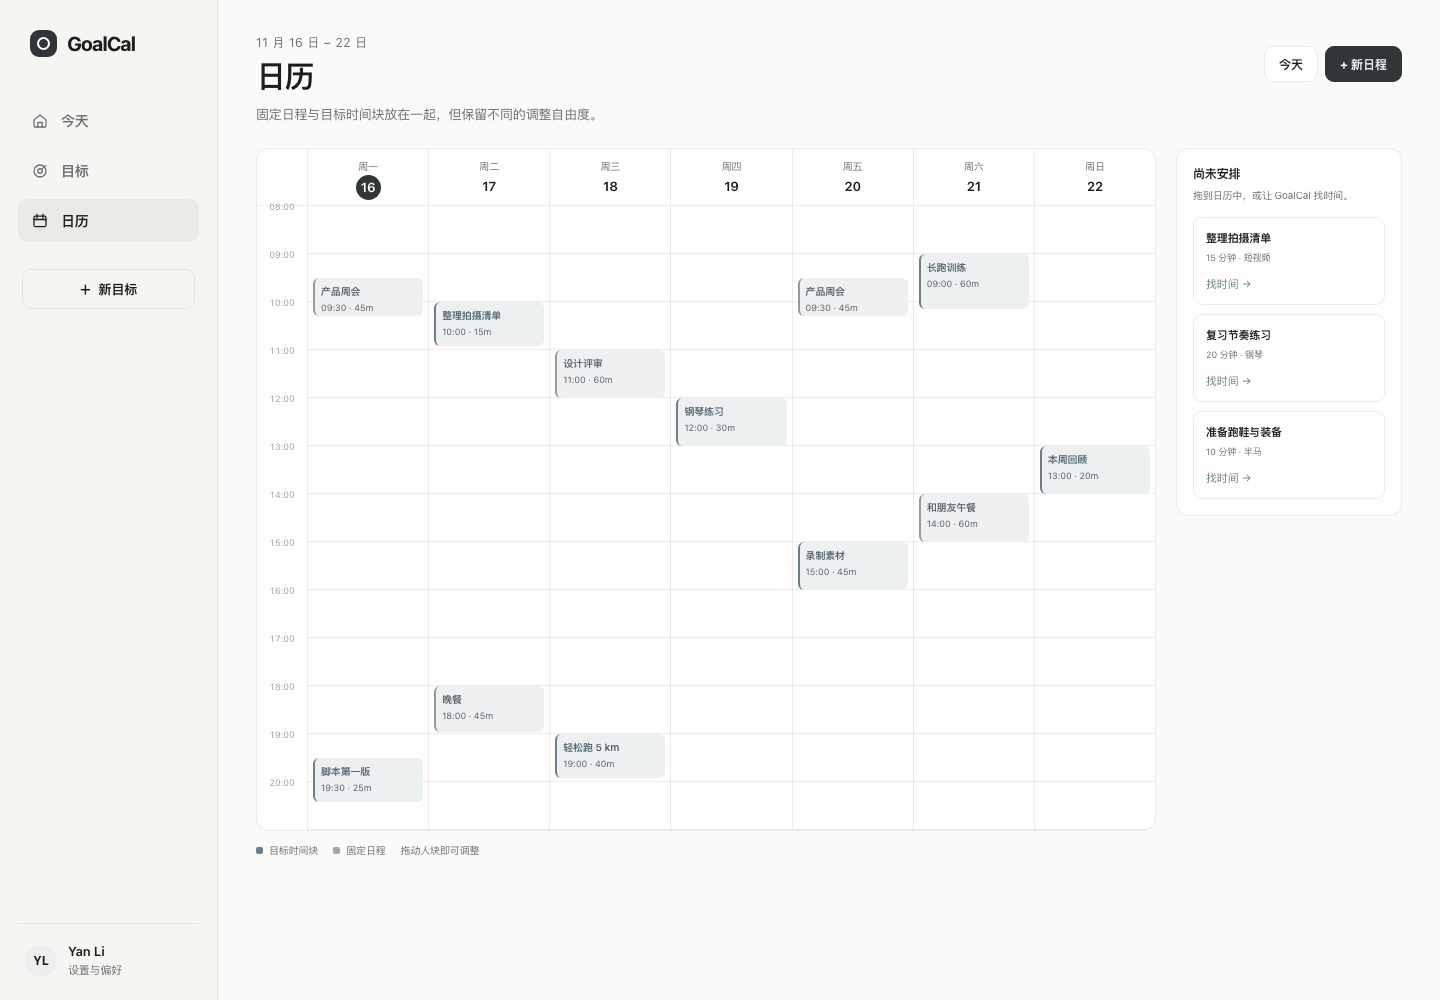 GoalCal
今天
目标
日历
+ 新目标
YL
Yan Li
设置与偏好
11 月 16 日 – 22 日
日历
固定日程与目标时间块放在一起，但保留不同的调整自由度。
今天
+ 新日程
周一
周二
周三
周四
周五
周六
周日
16
17
18
19
20
21
22
08:00
09:00
长跑训练
09:00 · 60m
产品周会
09:30 · 45m
产品周会
09:30 · 45m
10:00
整理拍摄清单
10:00 · 15m
11:00
设计评审
11:00 · 60m
12:00
钢琴练习
12:00 · 30m
13:00
本周回顾
13:00 · 20m
14:00
和朋友午餐
14:00 · 60m
15:00
录制素材
15:00 · 45m
16:00
17:00
18:00
晚餐
18:00 · 45m
19:00
轻松跑 5 km
19:00 · 40m
脚本第一版
19:30 · 25m
20:00
目标时间块
固定日程
拖动人块即可调整
尚未安排
拖到日历中，或让 GoalCal 找时间。
整理拍摄清单
15 分钟 · 短视频
找时间 →
复习节奏练习
20 分钟 · 钢琴
找时间 →
准备跑鞋与装备
10 分钟 · 半马
找时间 →